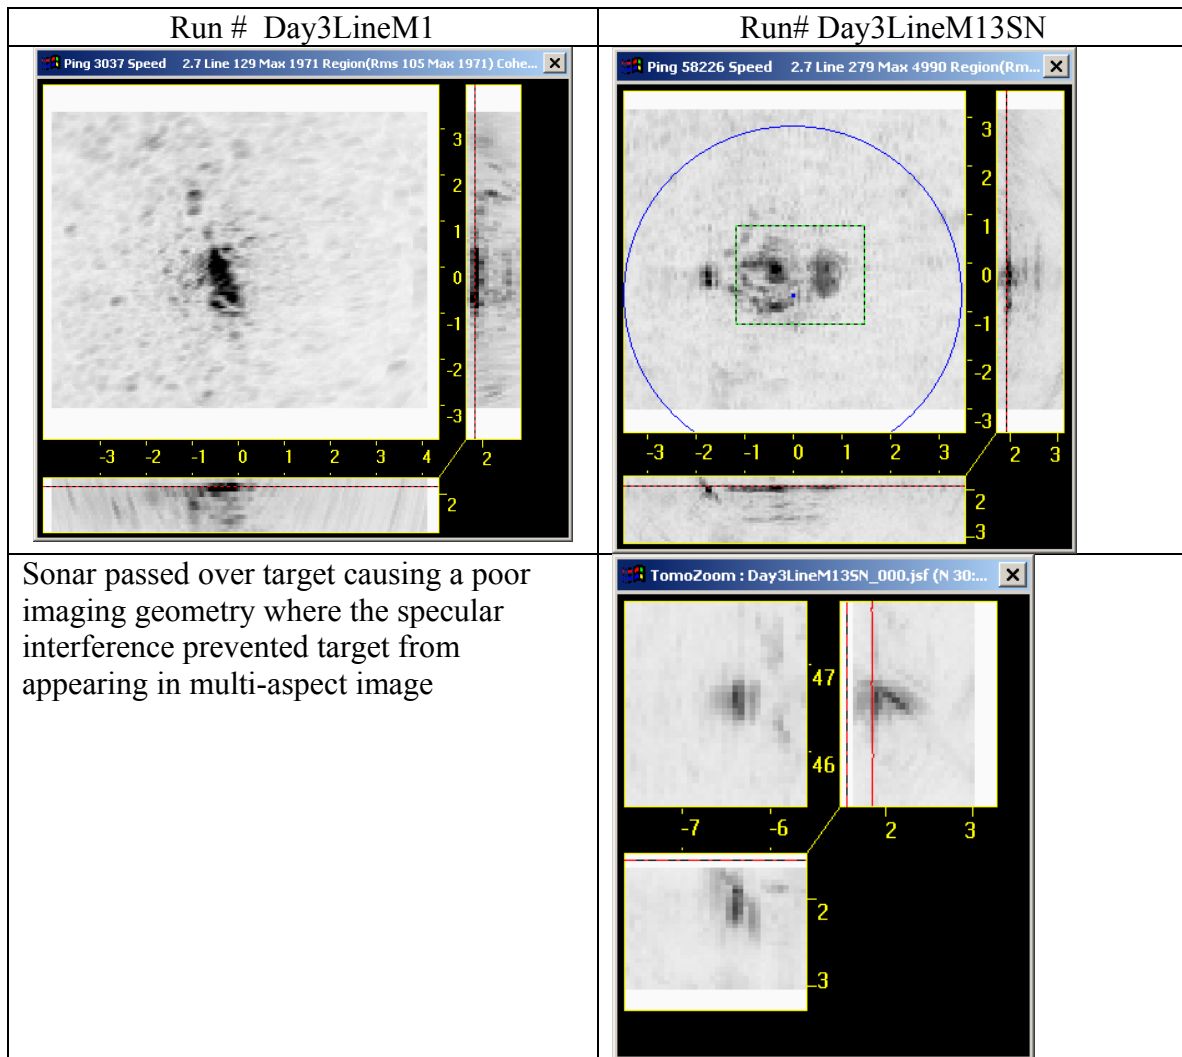 Run #  Day3LineM1
Run# Day3LineM13SN
Ping 3037 Speed 2.7 Line 129 Max 1971 Region(Rms 105 Max 1971) Cohe...
3
2
1
0
-1
-2
-3
-3 -2 -1 0 1 2 3 4
2
2
Ping 58226 Speed 2.7 Line 279 Max 4990 Region(Rm...
3
2
1
0
-1
-2
-3
-3 -2 -1 0 1 2 3
2 3
2
3
Sonar passed over target causing a poor
imaging geometry where the specular
interference prevented target from
appearing in multi-aspect image
TomoZoom : Day3LineM13SN_000.jsf (N 30:...
47
46
-7 -6
2 3
2
3